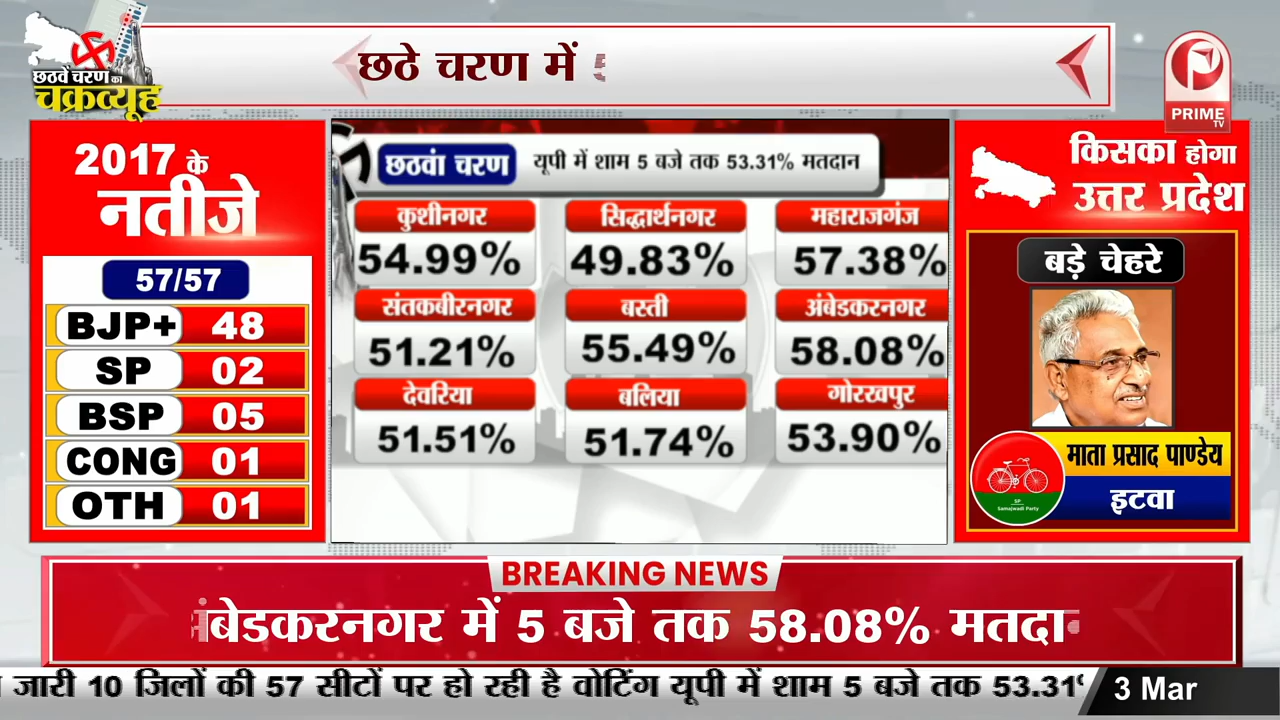 छठवें चरण का
चक्रव्यूह
छठे चरण में
PRIME
TV
2017 के
नतीजे
57/57
BJP+ 48
SP 02
BSP 05
CONG 01
OTH 01
छठवां चरण यूपी में शाम 5 बजे तक 53.31% मतदान
कुशीनगर सिद्धार्थनगर महाराजगंज
54.99% 49.83% 57.38%
संतकबीरनगर बस्ती अंबेडकरनगर
51.21% 55.49% 58.08%
देवरिया बलिया गोरखपुर
51.51% 51.74% 53.90%
किसका होगा
उत्तर प्रदेश
बड़े चेहरे
SP
Samajwadi Party
माता प्रसाद पाण्डेय
इटवा
BREAKING NEWS
अंबेडकरनगर में 5 बजे तक 58.08% मतदा
जारी 10 जिलों की 57 सीटों पर हो रही है वोटिंग यूपी में शाम 5 बजे तक 53.31%
3 Mar